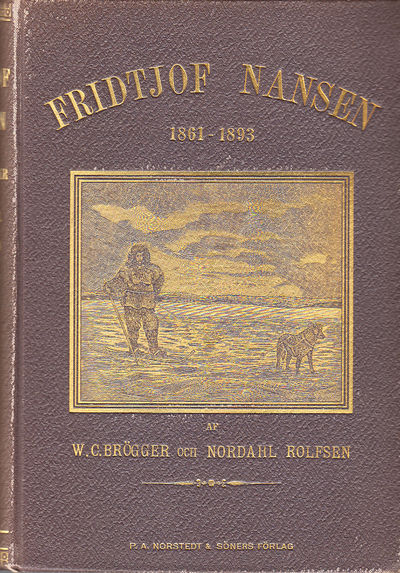 FRIDTJOF NANSEN
1861-1893
AF
W. C. BRÖGGER OCH NORDAHL ROLFSEN
P. A. NORSTEDT & SÖNERS FÖRLAG